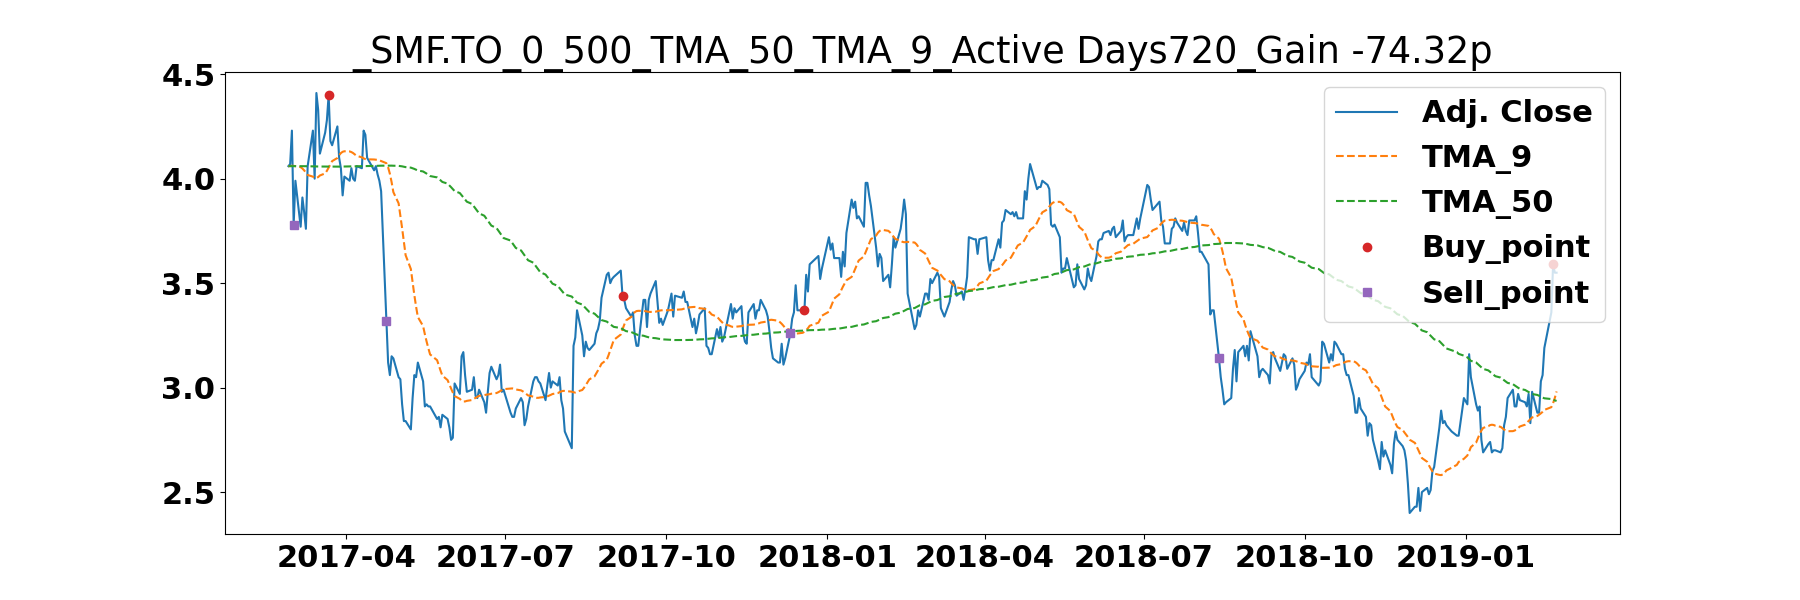 _SMF.TO_0_500_TMA_50_TMA_9_Active Days720_Gain -74.32p
4.5
4.0
3.5
3.0
2.5
Adj. Close
TMA_9
TMA_50
Buy_point
Sell_point
2017-04 2017-07 2017-10 2018-01 2018-04 2018-07 2018-10 2019-01